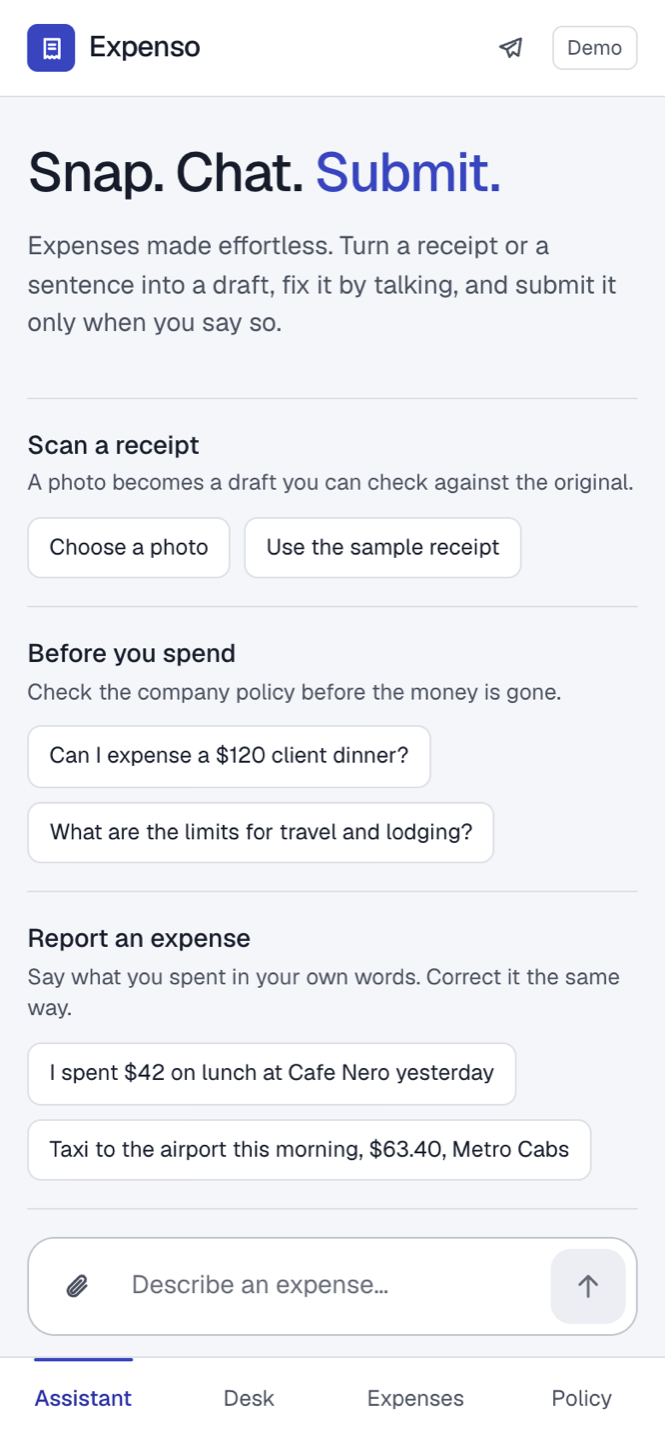 Expenso
Demo
Snap. Chat. Submit.
Expenses made effortless. Turn a receipt or a
sentence into a draft, fix it by talking, and submit it
only when you say so.
Scan a receipt
A photo becomes a draft you can check against the original.
Choose a photo
Use the sample receipt
Before you spend
Check the company policy before the money is gone.
Can I expense a $120 client dinner?
What are the limits for travel and lodging?
Report an expense
Say what you spent in your own words. Correct it the same
way.
I spent $42 on lunch at Cafe Nero yesterday
Taxi to the airport this morning, $63.40, Metro Cabs
Describe an expense...
Assistant
Desk
Expenses
Policy